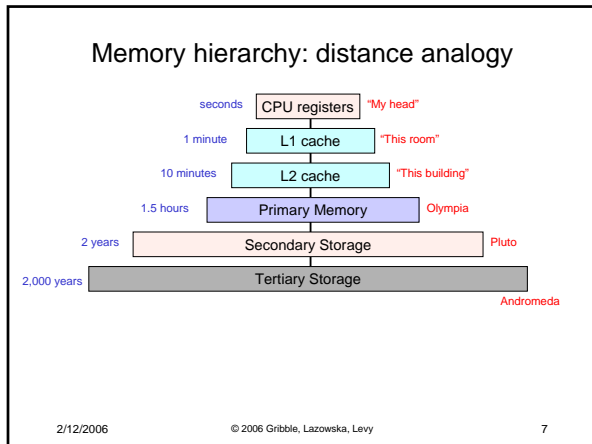 Memory hierarchy: distance analogy
seconds CPU registers “My head”
1 minute L1 cache “This room”
10 minutes L2 cache “This building”
1.5 hours Primary Memory Olympia
2 years Secondary Storage Pluto
2,000 years Tertiary Storage
Andromeda
2/12/2006 © 2006 Gribble, Lazowska, Levy 7